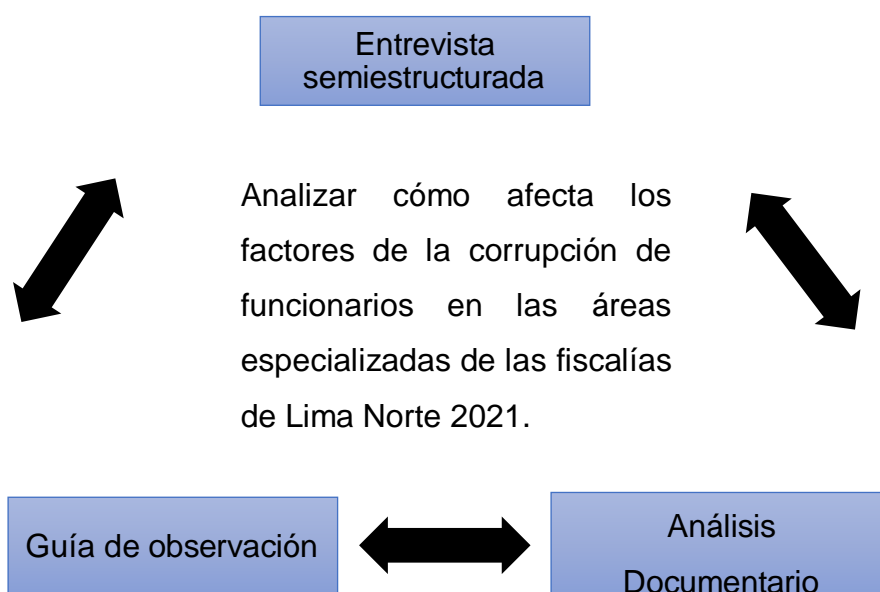 Entrevista
semiestructurada
Analizar cómo afecta los
factores de la corrupción de
funcionarios en las áreas
especializadas de las fiscalías
de Lima Norte 2021.
Guía de observación
Análisis
Documentario